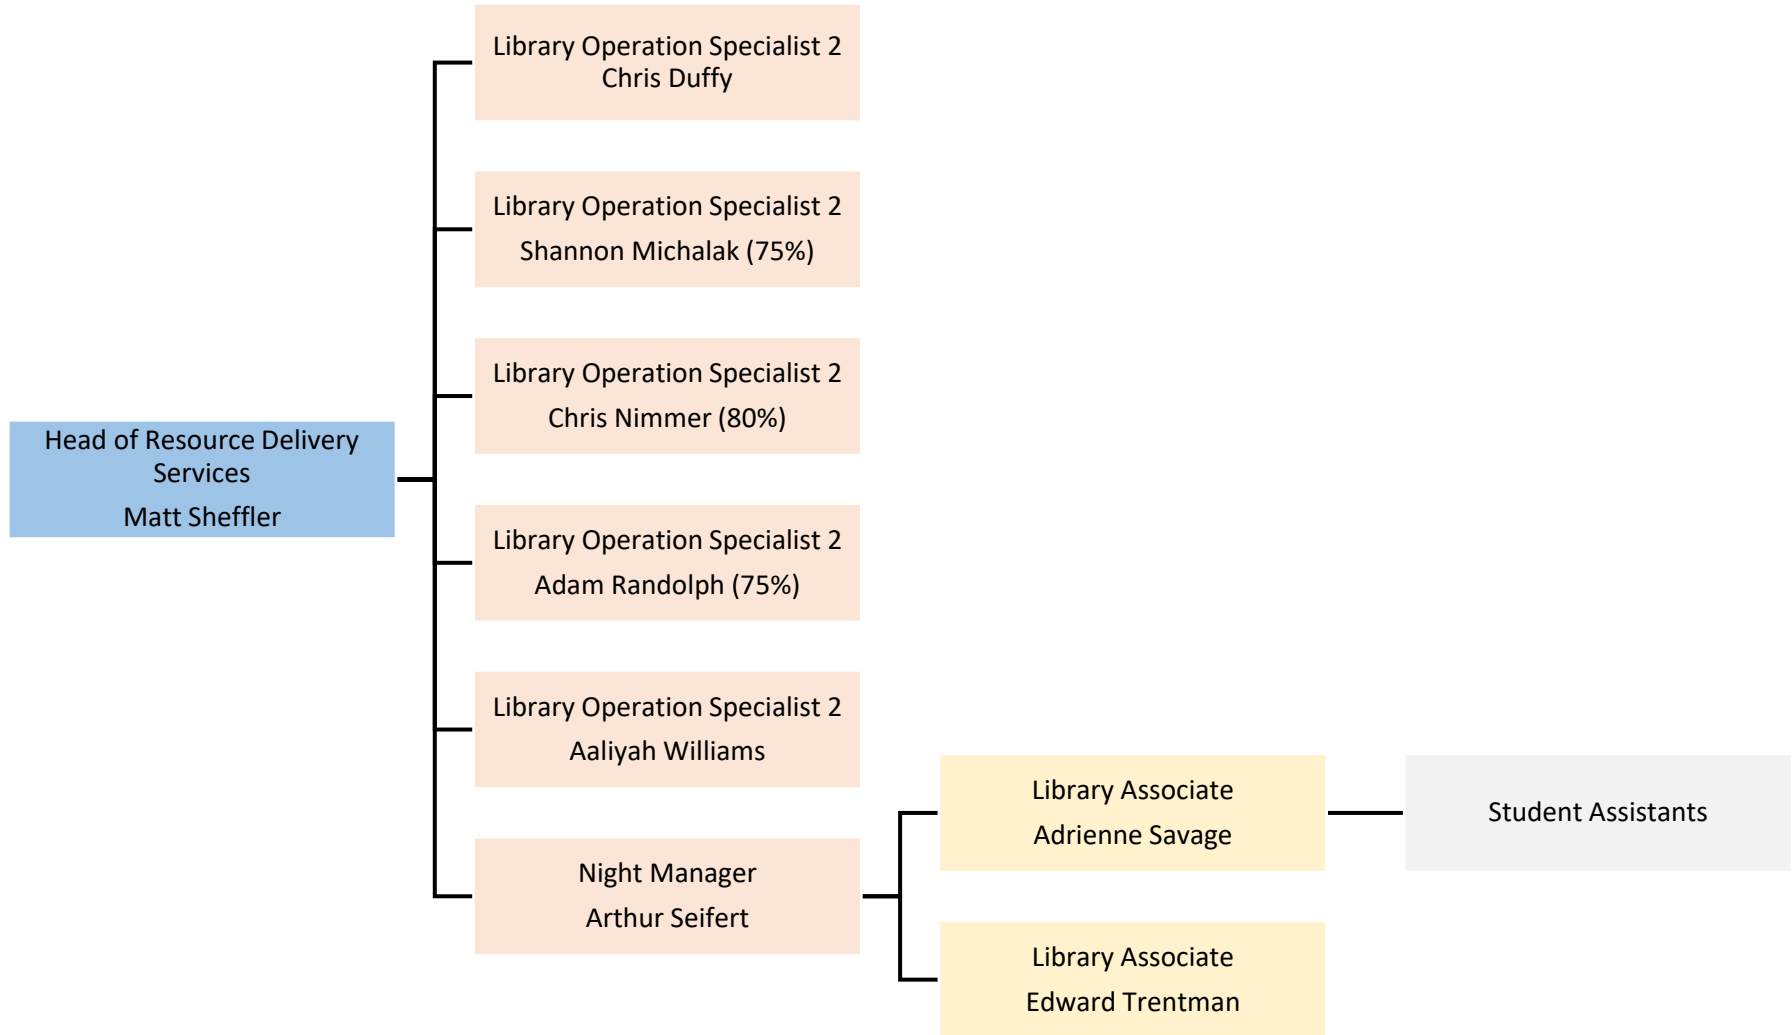 Library Operation Specialist 2
Chris Duffy
Library Operation Specialist 2
Shannon Michalak (75%)
Library Operation Specialist 2
Chris Nimmer (80%)
Head of Resource Delivery
Services
Matt Sheffler
Library Operation Specialist 2
Adam Randolph (75%)
Library Operation Specialist 2
Aaliyah Williams
Night Manager
Arthur Seifert
Library Associate
Adrienne Savage
Student Assistants
Library Associate
Edward Trentman